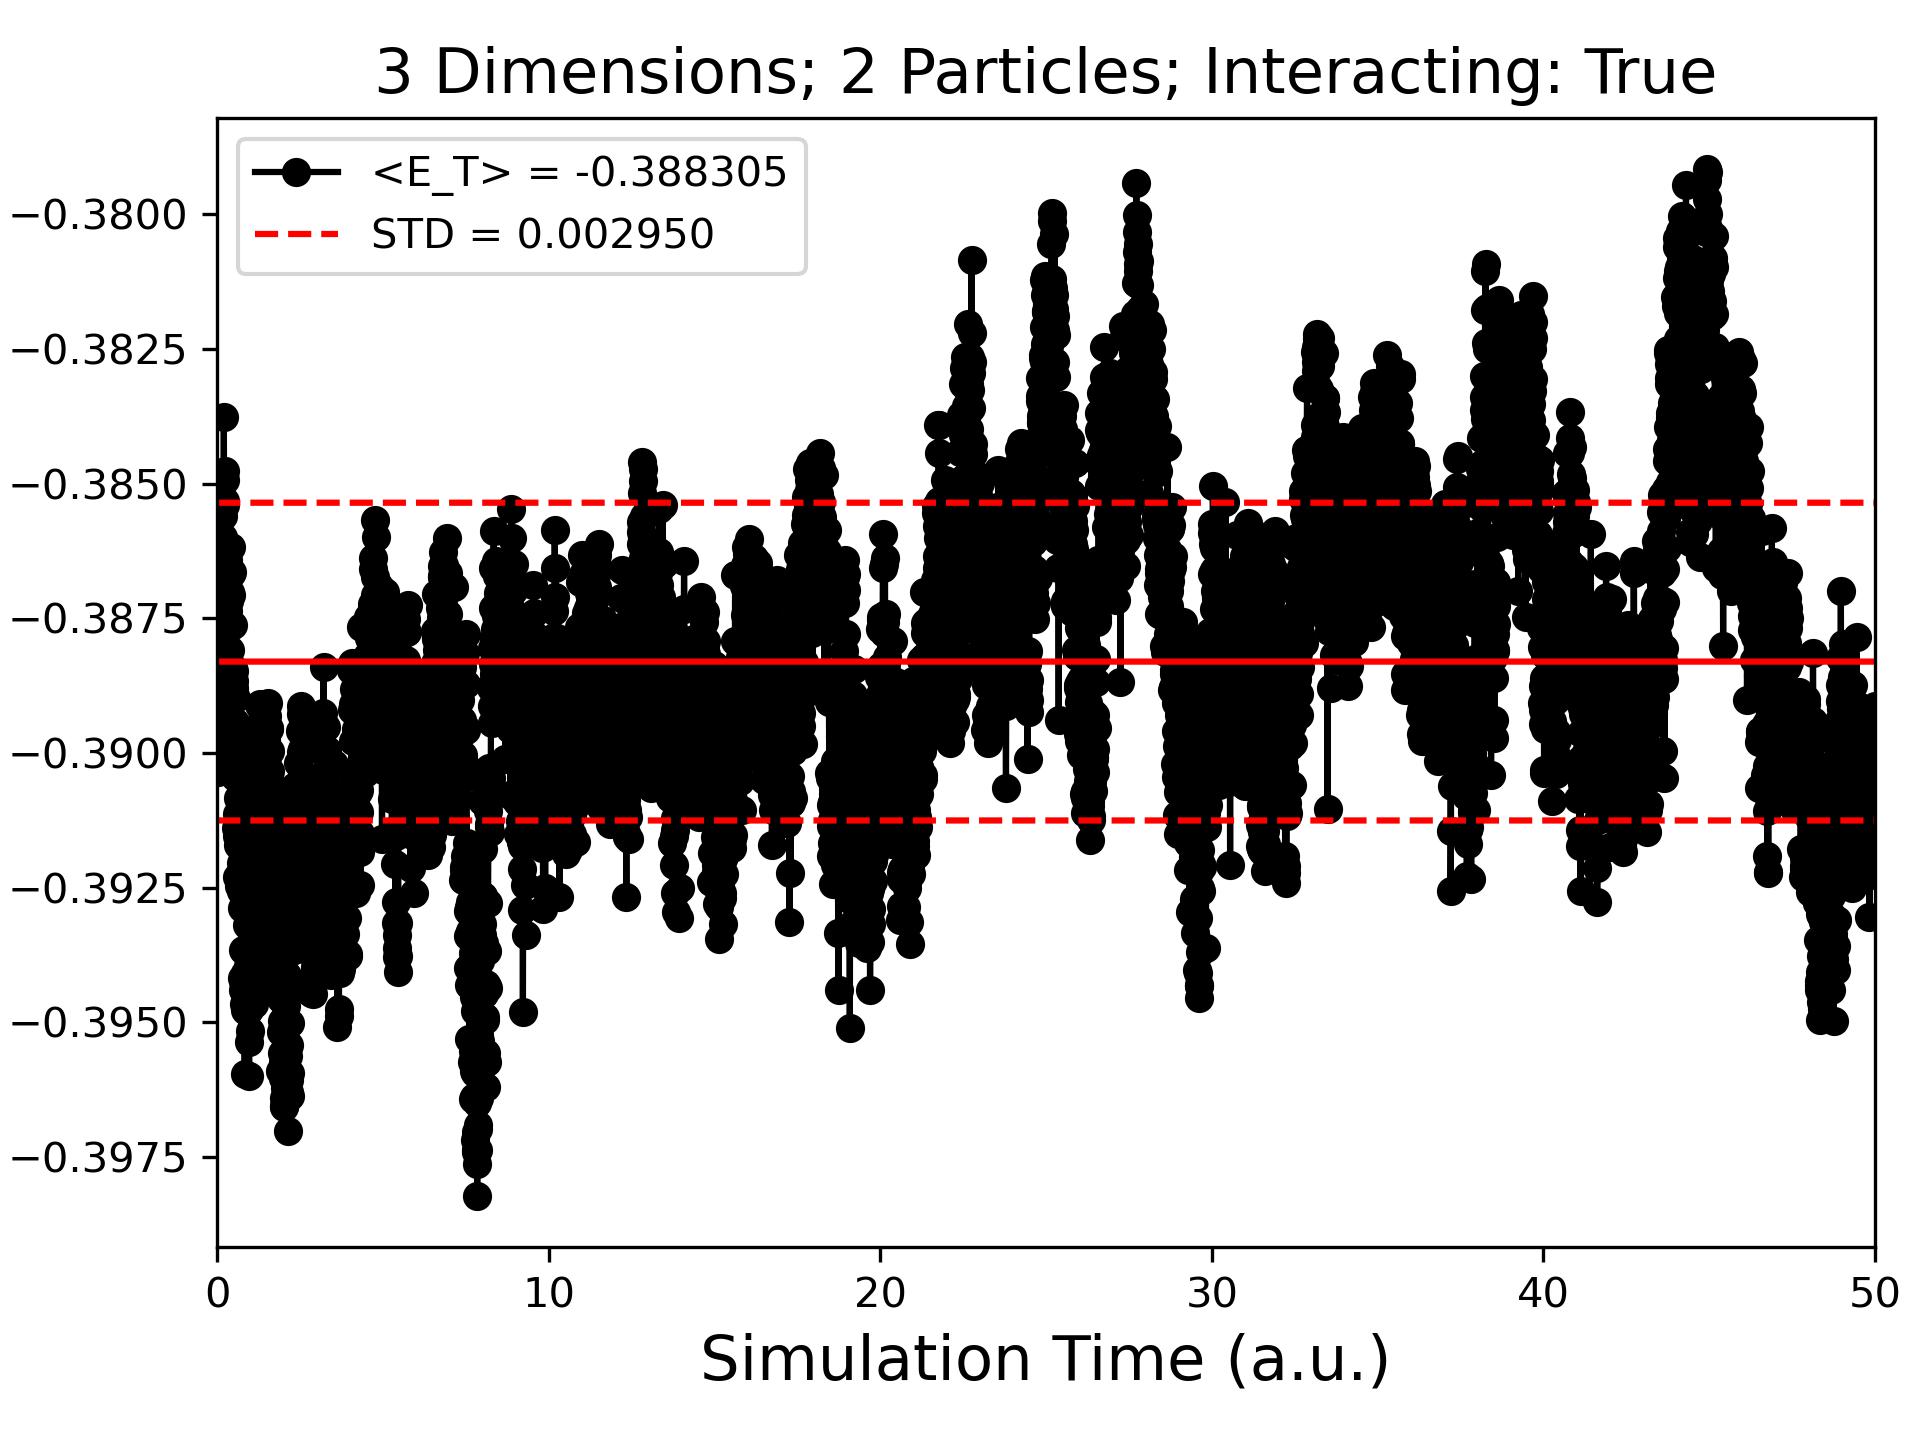 3 Dimensions; 2 Particles; Interacting: True
<E_T> = -0.388305
STD = 0.002950
−0.3800
−0.3825
−0.3850
−0.3875
−0.3900
−0.3925
−0.3950
−0.3975
0 10 20 30 40 50
Simulation Time (a.u.)